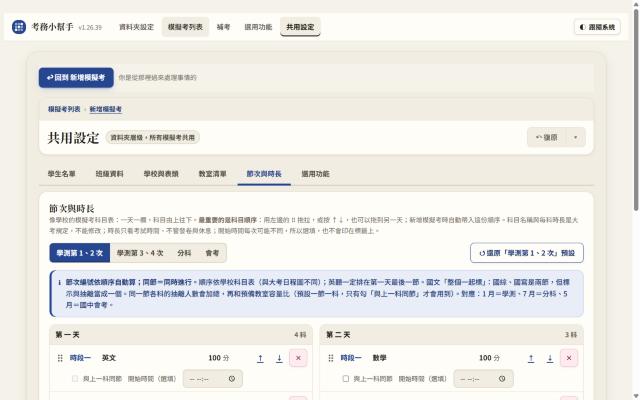 考務小幫手 v1.26.39 資料夾設定 模擬考列表 補考 選用功能 共用設定 跟隨系統
回到 新增模擬考 你是從那裡過來處理事情的
模擬考列表 › 新增模擬考
共用設定 資料夾層級，所有模擬考共用 復原
學生名單 班級資料 學校與表頭 教室清單 節次與時長 選用功能
節次與時長
像學校的模擬考科目表：一天一欄，科目由上往下。最重要的是科目順序：用左邊的 ⠿ 拖拉，或按 ↑ ↓，也可以拖到另一天；新增模擬考時自動帶入這份順序。科目名稱與每科時長是大
考規定，不能修改；時長只看考試時間、不管發卷與休息；開始時間每次可能不同，所以選填，也不會印在標籤上。
學測第 1、2 次 學測第 3、4 次 分科 會考 ↺ 還原「學測第 1、2 次」預設
節次編號依順序自動算；同節＝同時進行。順序依學校科目表（與大考日程圖不同）；英聽一定排在第一天最後一節。國文「整個一起標」：國綜、國寫是兩節，但標
示與抽離當成一個。同一節各科的抽離人數會加總，再和預備教室容量比（預設一節一科，只有勾「與上一科同節」才會用到）。對應：1 月＝學測、7 月＝分科、5
月＝國中會考。
第一天 4 科
時段一 英文 100 分 ↑ ↓ ×
與上一科同節 開始時間（選填） -- --:--
第二天 3 科
時段一 數學 100 分 ↑ ↓ ×
與上一科同節 開始時間（選填） -- --:--